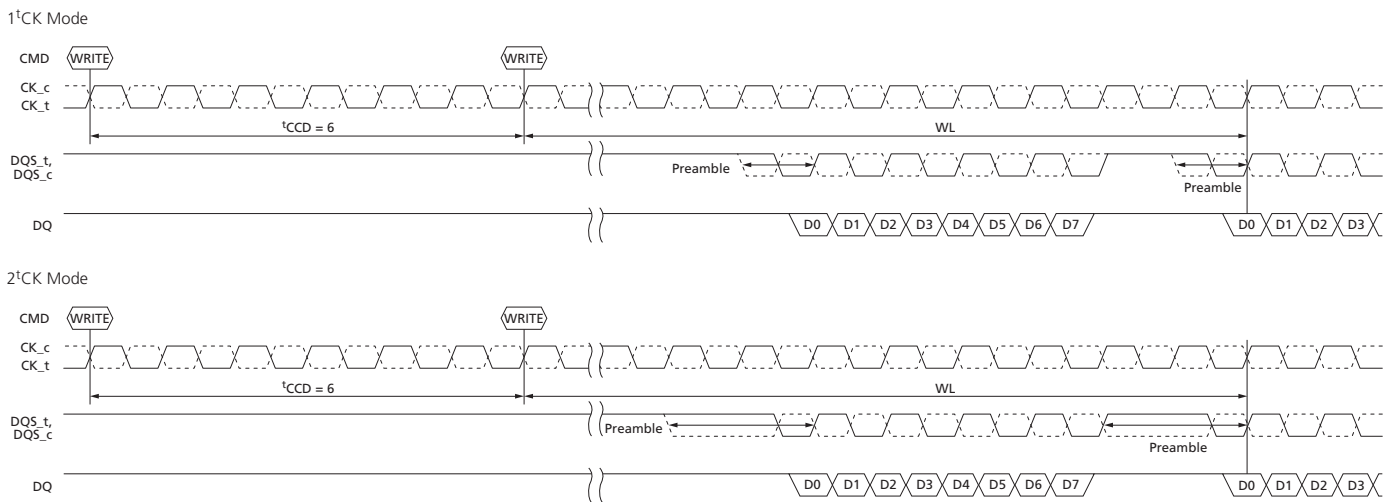 1tCK Mode
CMD WRITE WRITE
CK_c
CK_t
tCCD = 6 WL
DQS_t,
DQS_c
Preamble Preamble
DQ D0 D1 D2 D3 D4 D5 D6 D7 D0 D1 D2 D3
2tCK Mode
CMD WRITE WRITE
CK_c
CK_t
tCCD = 6 WL
DQS_t,
DQS_c
Preamble Preamble
DQ D0 D1 D2 D3 D4 D5 D6 D7 D0 D1 D2 D3